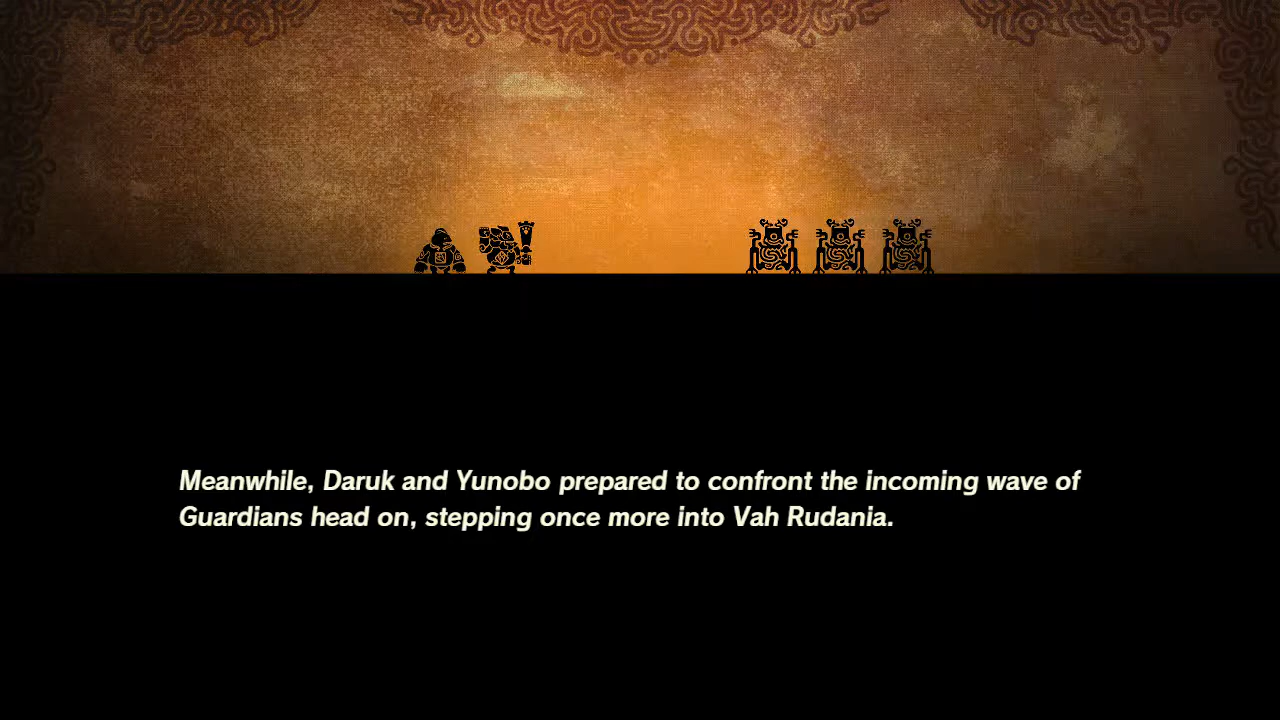 Meanwhile, Daruk and Yunobo prepared to confront the incoming wave of
Guardians head on, stepping once more into Vah Rudania.